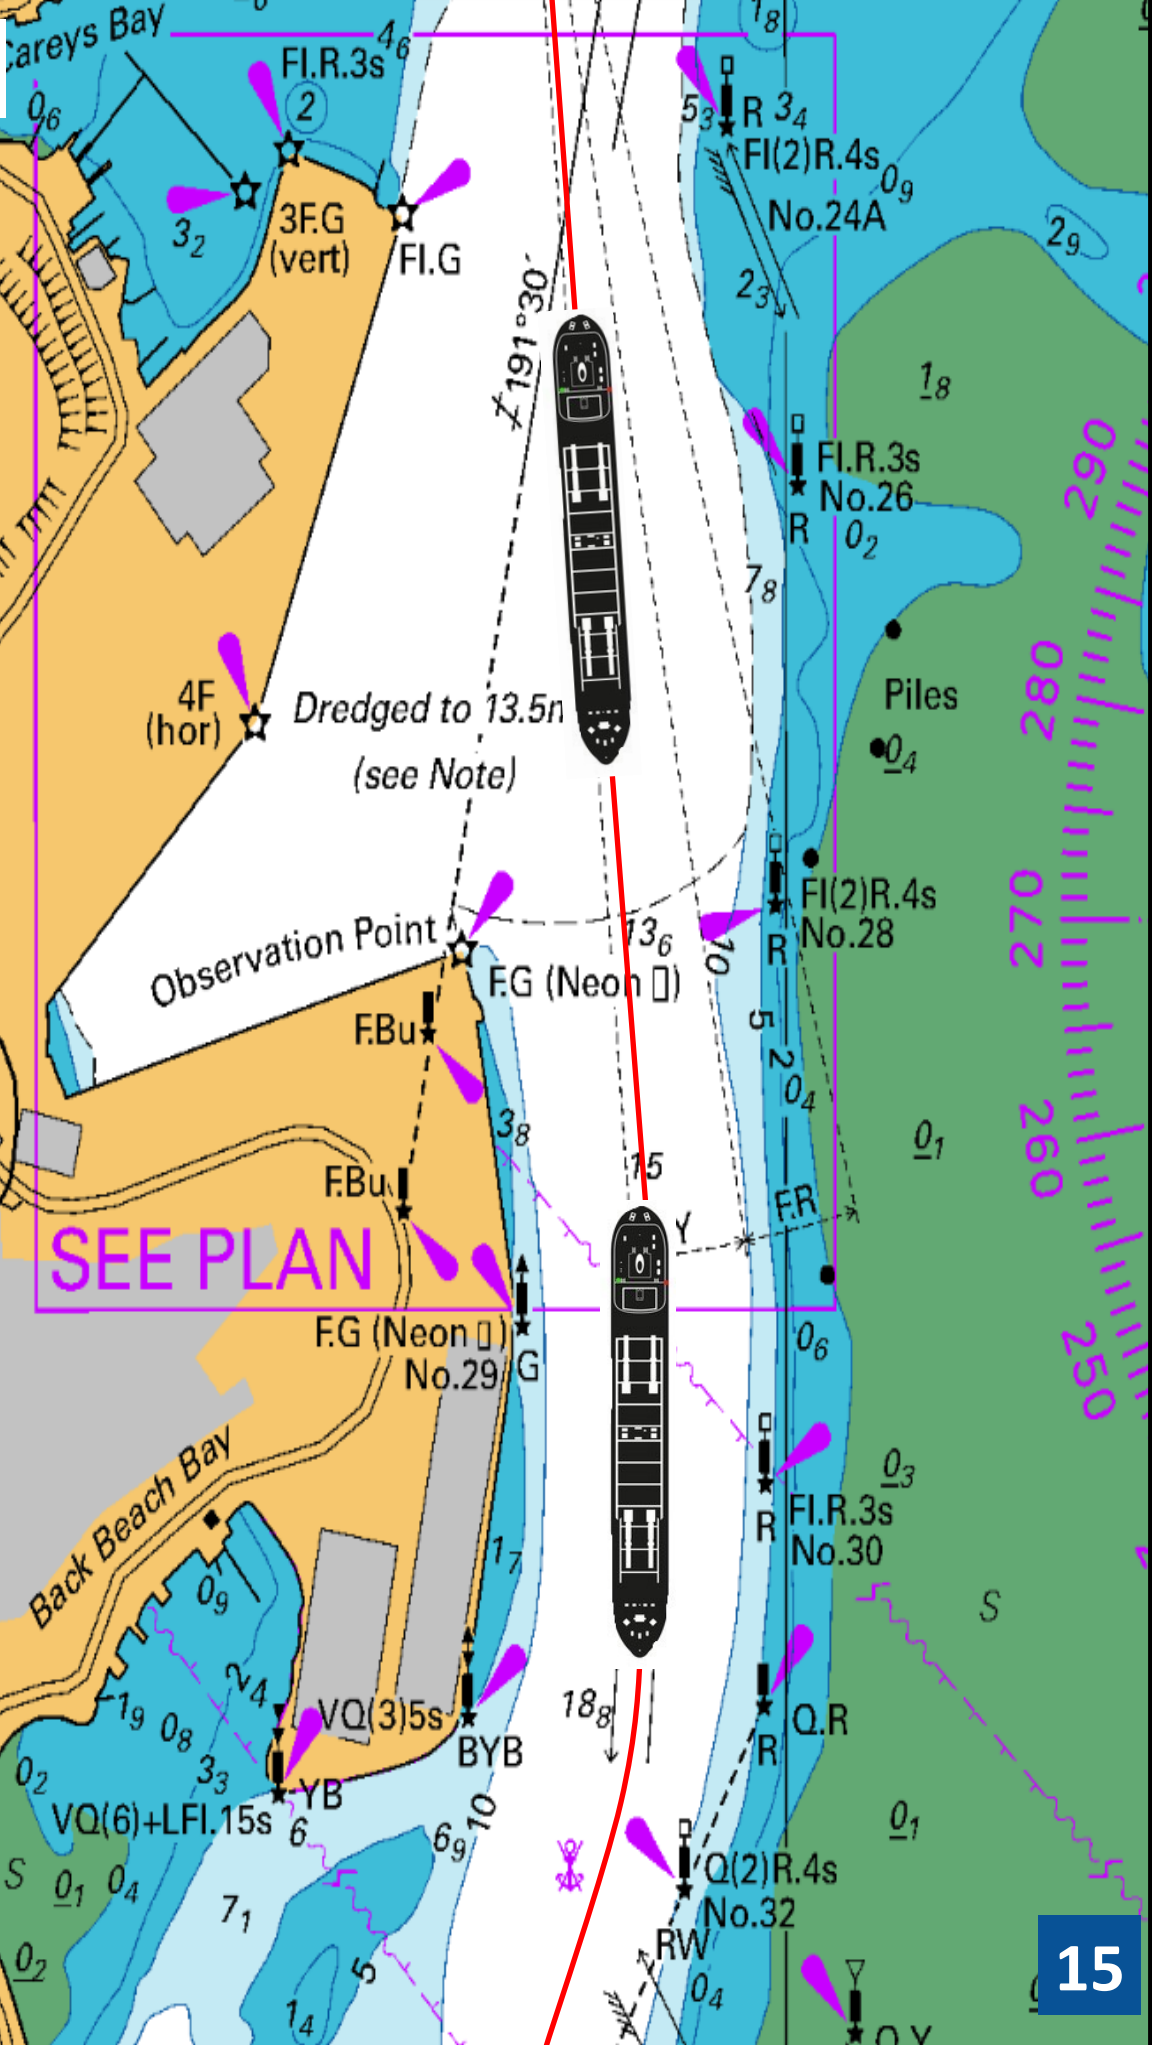 Careys Bay
4₆
Fl.R.3s
2
0₆
1₈
5₃
R
3₄
Fl(2)R.4s
No.24A
0₉
3₂
3F.G
(vert)
Fl.G
2₉
2₃
191°30´
1₈
290
Fl.R.3s
No.26
R
0₂
7₈
280
4F
(hor)
Dredged to 13.5m
(see Note)
Piles
0₄
270
Fl(2)R.4s
No.28
R
Observation Point
F.G (Neon ▯)
13₆
10
F.Bu
5
2
0₄
3₈
0₁
260
F.Bu
15
F.R
Y
SEE PLAN
F.G (Neon ▯)
No.29
G
0₆
250
Back Beach Bay
0₃
Fl.R.3s
No.30
R
1₇
0₉
S
2₄
1₉
0₈
3₃
VQ(3)5s
BYB
18₈
Q.R
R
0₂
YB
VQ(6)+LFl.15s
6
6₉
10
0₁
S
0₁
0₄
7₁
Q(2)R.4s
No.32
RW
0₂
5
0₄
1₄
15
Q.Y